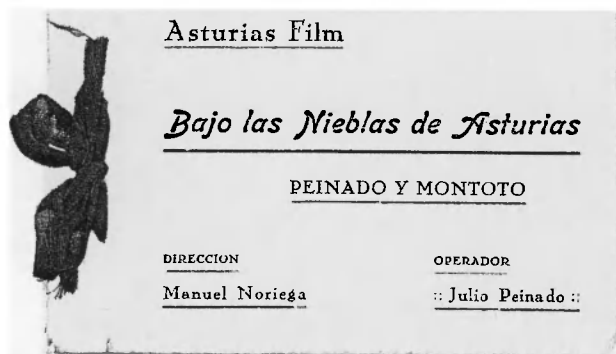 Asturias Film
Bajo las Nieblas de Asturias
PEINADO Y MONTOTO
DIRECCION
OPERADOR
Manuel Noriega
:: Julio Peinado ::